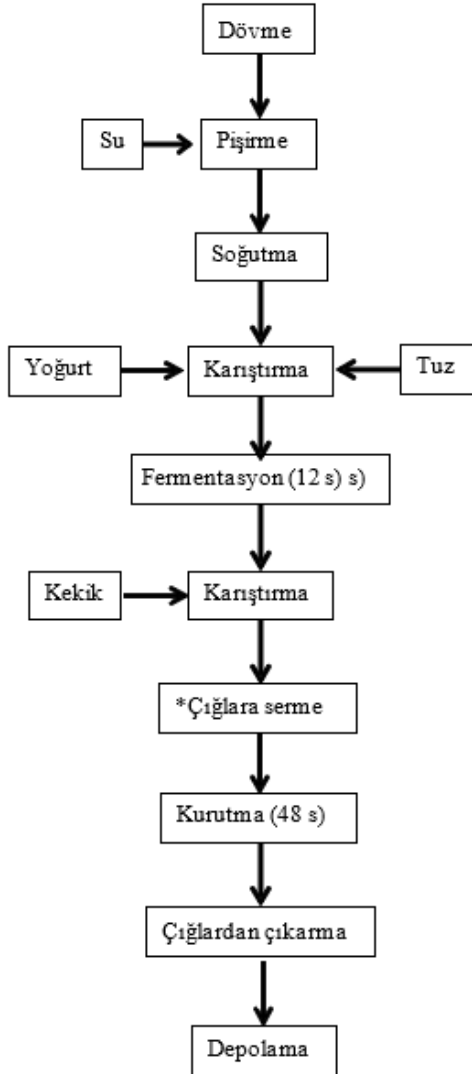 Dövme
Su
Pişirme
Soğutma
Yoğurt
Karıştırma
Tuz
Fermentasyon (12 s) s)
Kekik
Karıştırma
*Çığlara serme
Kurutma (48 s)
Çığlardan çıkarma
Depolama